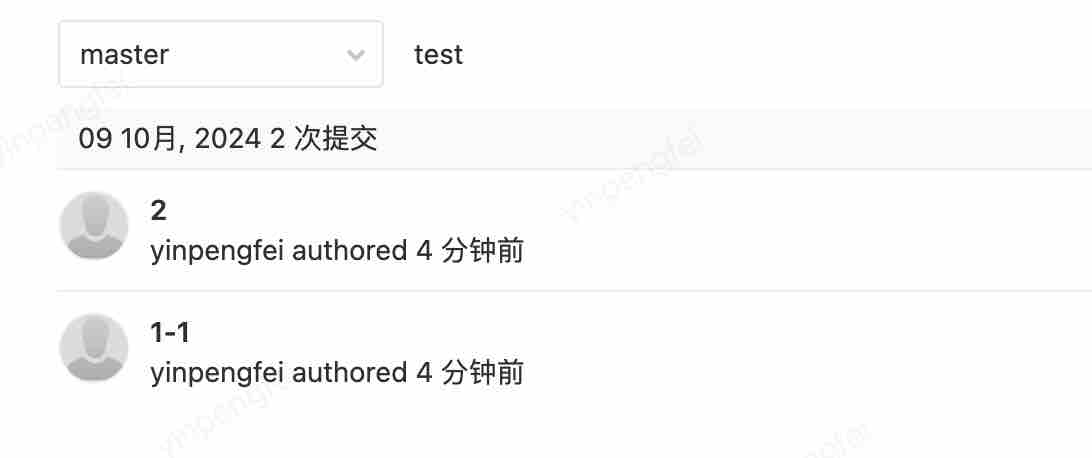 master
test
09 10月, 2024 2 次提交
2
yinpengfei authored 4 分钟前
1-1
yinpengfei authored 4 分钟前
yinpengfei
yinpengfei
yinpengfei